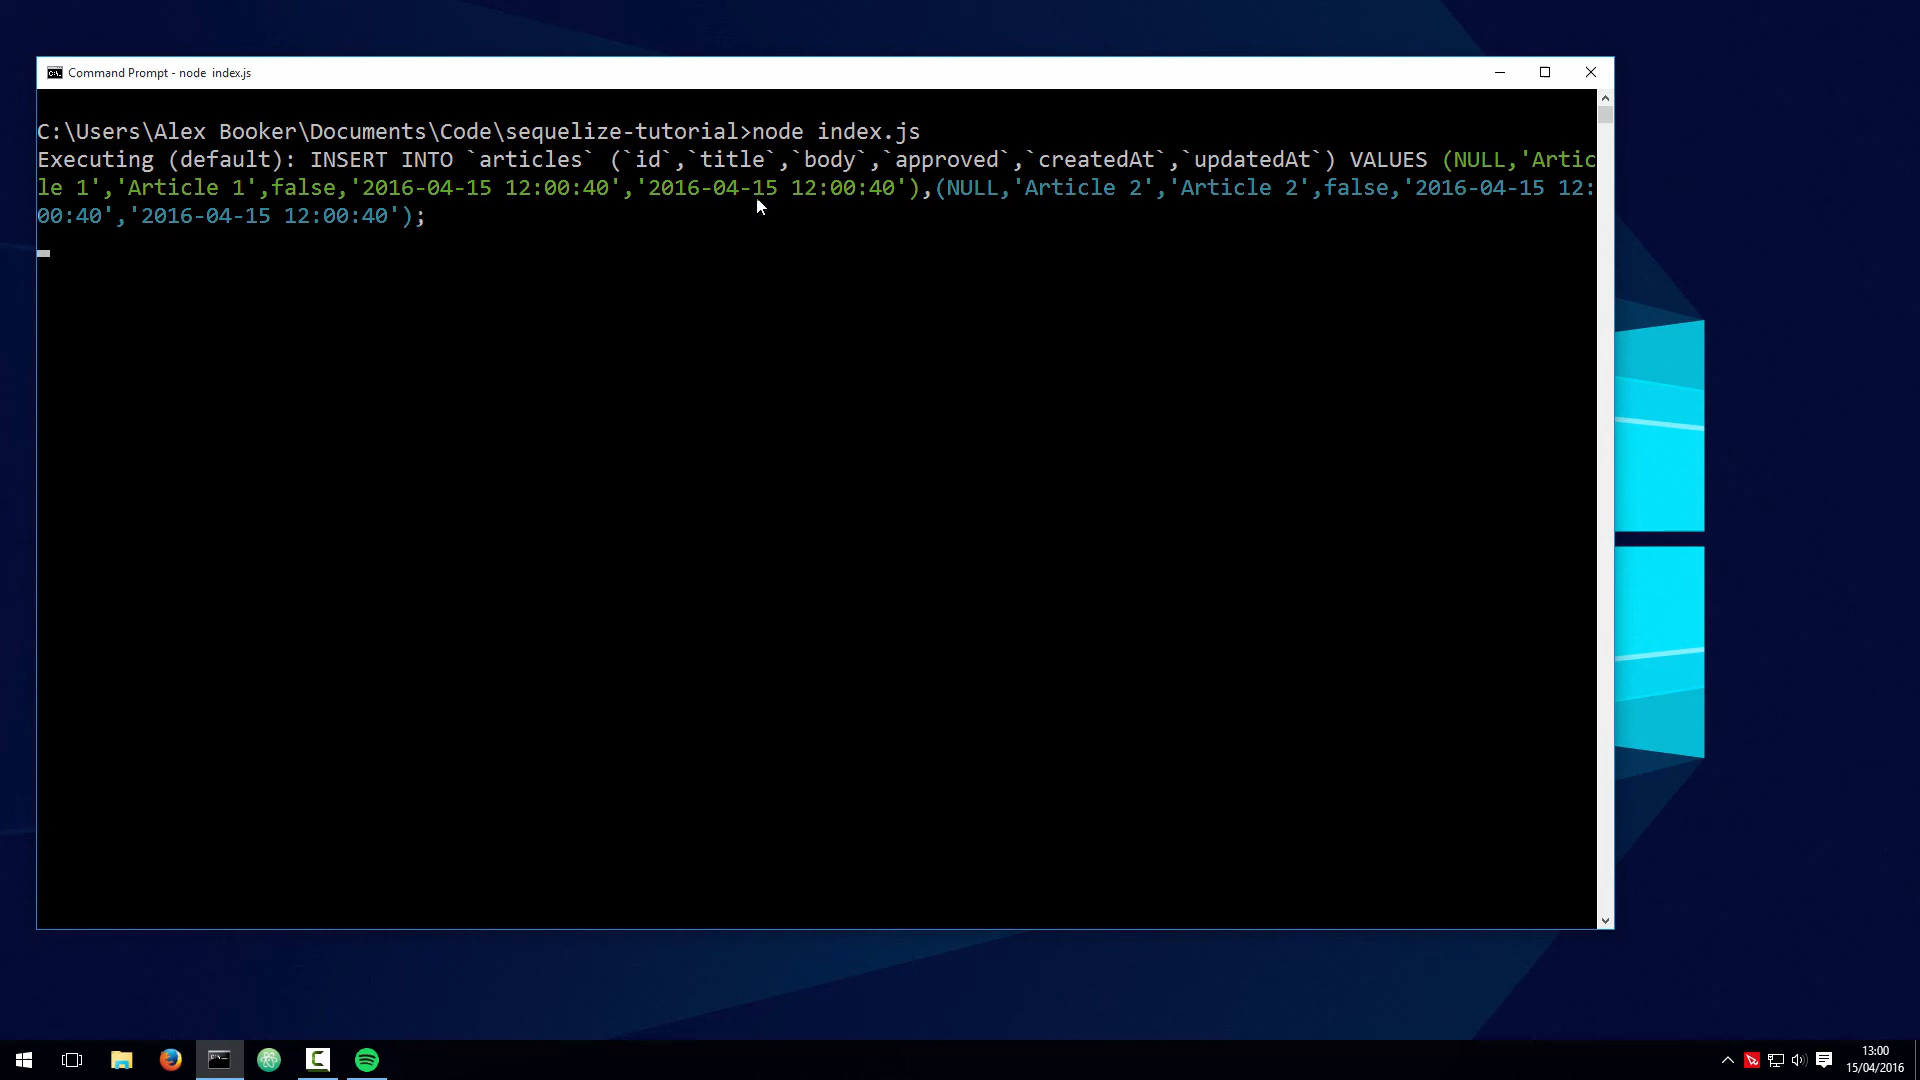 Command Prompt - node  index.js
C:\Users\Alex Booker\Documents\Code\sequelize-tutorial>node index.js
Executing (default): INSERT INTO `articles` (`id`,`title`,`body`,`approved`,`createdAt`,`updatedAt`) VALUES (NULL,'Artic
le 1','Article 1',false,'2016-04-15 12:00:40','2016-04-15 12:00:40'),(NULL,'Article 2','Article 2',false,'2016-04-15 12:
00:40','2016-04-15 12:00:40');
13:00
15/04/2016